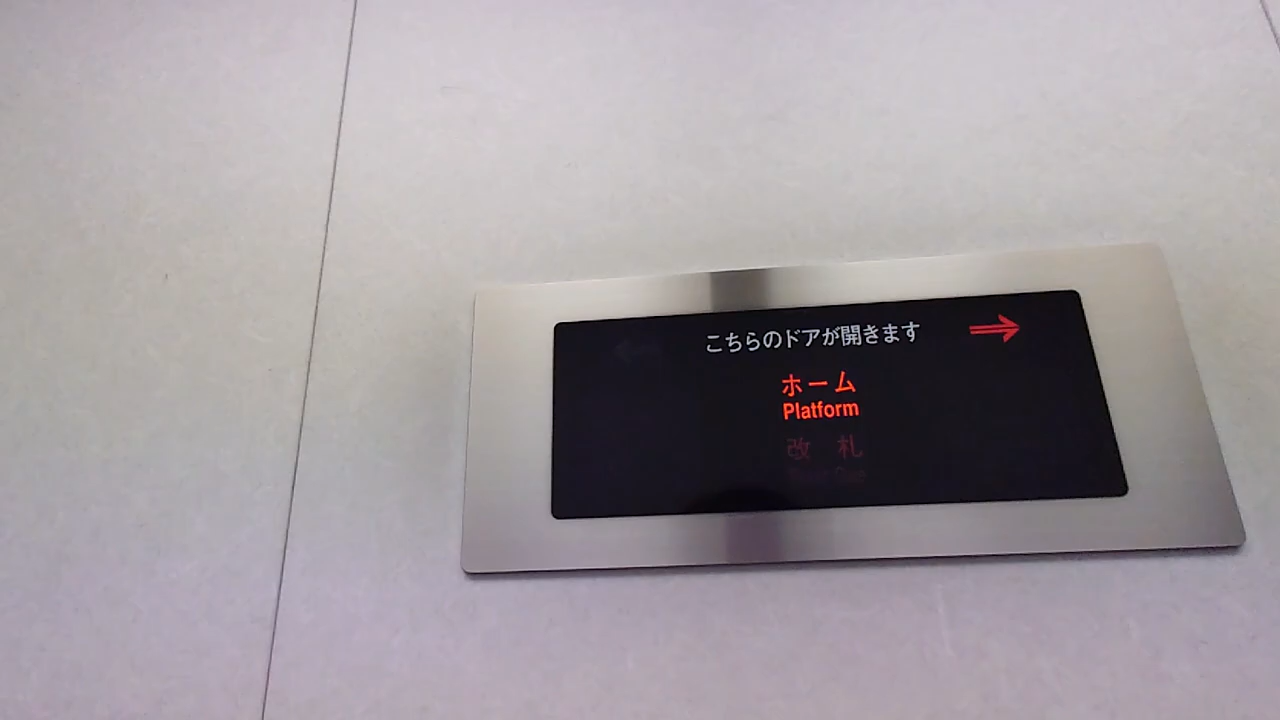 こちらのドアが開きます →
ホーム
Platform
改 札